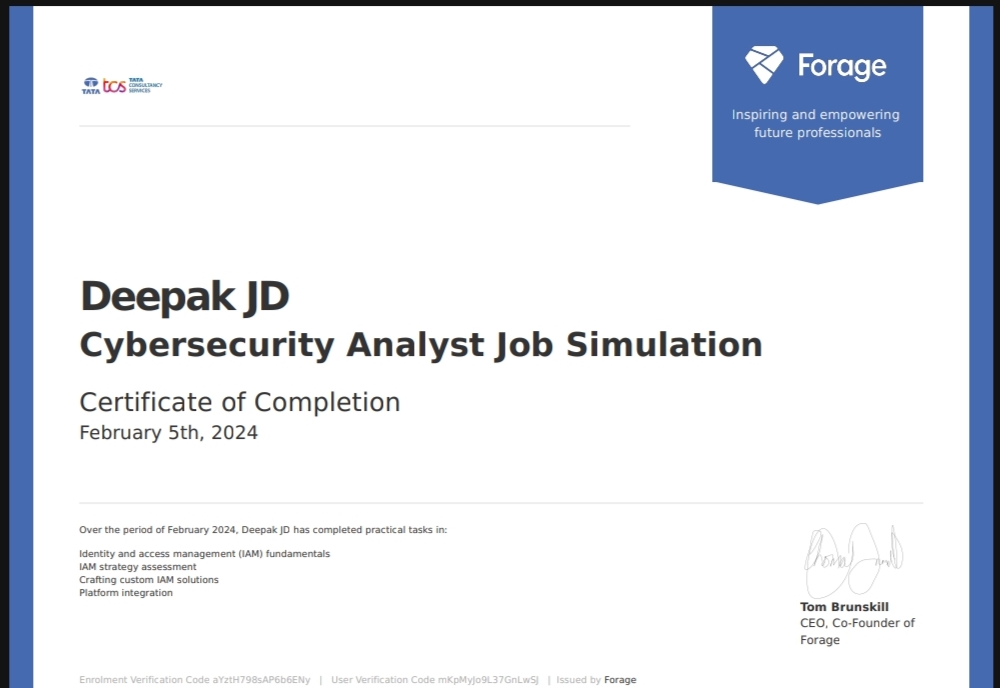 TATA
tcs
TATA
CONSULTANCY
SERVICES
Forage
Inspiring and empowering
future professionals
Deepak JD
Cybersecurity Analyst Job Simulation
Certificate of Completion
February 5th, 2024
Over the period of February 2024, Deepak JD has completed practical tasks in:
Identity and access management (IAM) fundamentals
IAM strategy assessment
Crafting custom IAM solutions
Platform integration
Tom Brunskill
CEO, Co-Founder of
Forage
Enrolment Verification Code aYztH798sAP6b6ENy | User Verification Code mKpMyJo9L37GnLwSJ | Issued by Forage